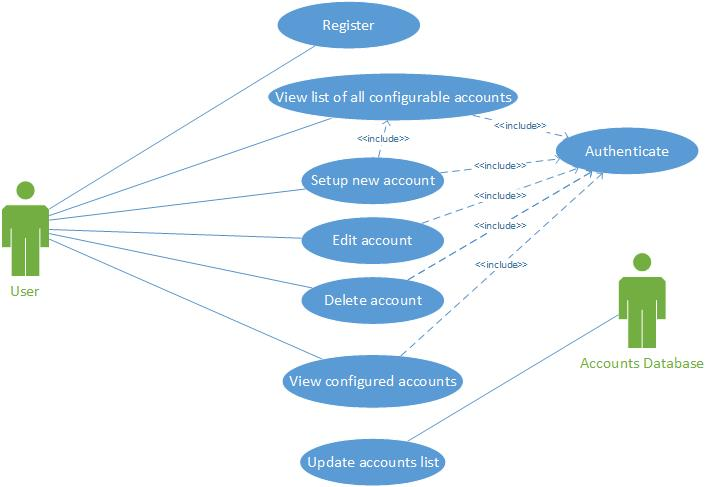 Register
View list of all configurable accounts
<<include>>
<<include>>
Authenticate
<<include>>
Setup new account
<<include>>
Edit account
<<include>>
<<include>>
User
Delete account
Accounts Database
View configured accounts
Update accounts list